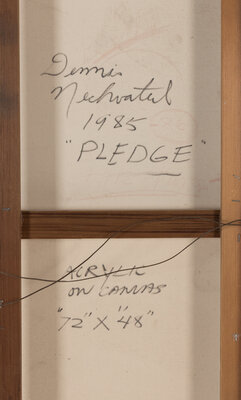 Dennis
Nechvatal
1985
"PLEDGE"
ACRYLIC
ON CANVAS
"72" X "48"